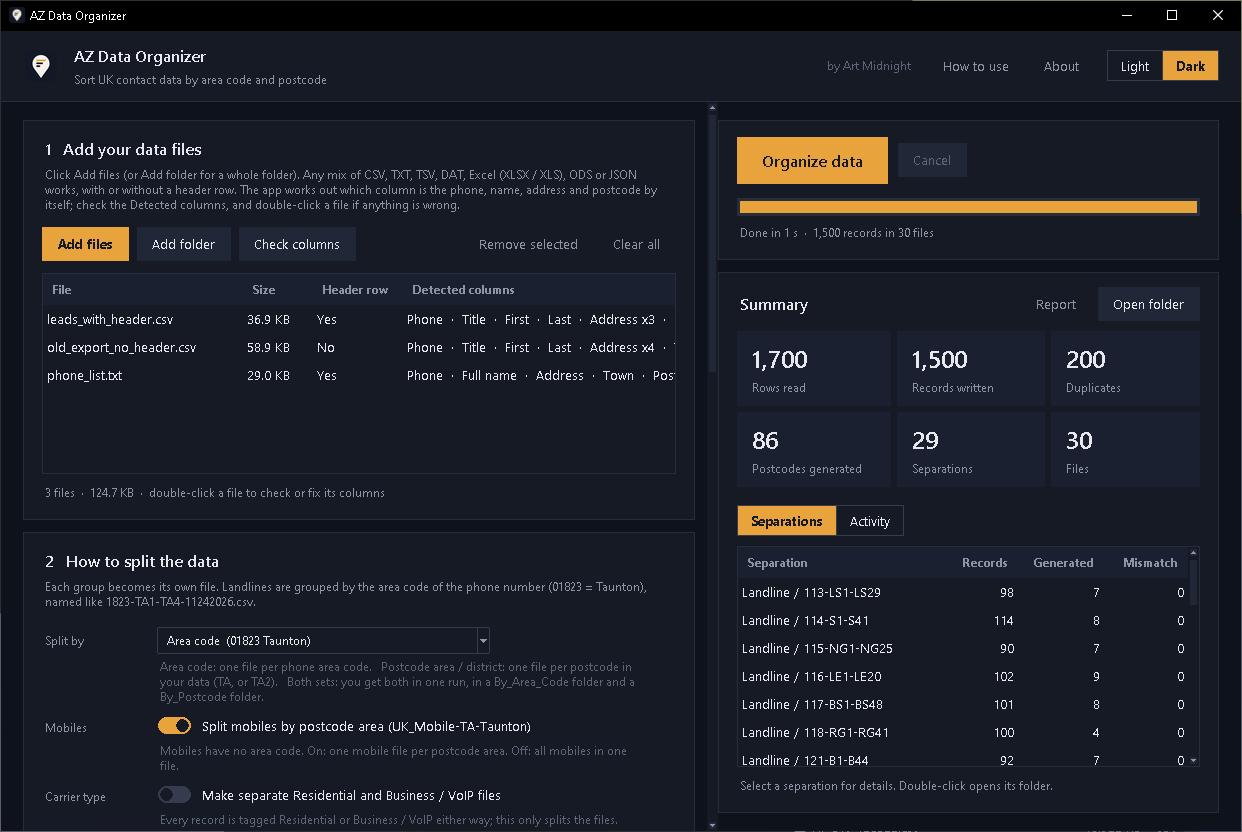 AZ Data Organizer
AZ Data Organizer
Sort UK contact data by area code and postcode
by Art Midnight
How to use
About
Light
Dark
1 Add your data files
Click Add files (or Add folder for a whole folder). Any mix of CSV, TXT, TSV, DAT, Excel (XLSX / XLS), ODS or JSON
works, with or without a header row. The app works out which column is the phone, name, address and postcode by
itself; check the Detected columns, and double-click a file if anything is wrong.
Add files
Add folder
Check columns
Remove selected
Clear all
File Size Header row Detected columns
leads_with_header.csv 36.9 KB Yes Phone · Title · First · Last · Address x3 ·
old_export_no_header.csv 58.9 KB No Phone · Title · First · Last · Address x4 ·
phone_list.txt 29.0 KB Yes Phone · Full name · Address · Town · Pos
3 files · 124.7 KB · double-click a file to check or fix its columns
2 How to split the data
Each group becomes its own file. Landlines are grouped by the area code of the phone number (01823 = Taunton),
named like 1823-TA1-TA4-11242026.csv.
Split by
Area code (01823 Taunton)
Area code: one file per phone area code. Postcode area / district: one file per postcode in
your data (TA, or TA2). Both sets: you get both in one run, in a By_Area_Code folder and a
By_Postcode folder.
Mobiles
Split mobiles by postcode area (UK_Mobile-TA-Taunton)
Mobiles have no area code. On: one mobile file per postcode area. Off: all mobiles in one
file.
Carrier type
Make separate Residential and Business / VoIP files
Every record is tagged Residential or Business / VoIP either way; this only splits the files.
Organize data
Cancel
Done in 1 s · 1,500 records in 30 files
Summary
Report
Open folder
1,700
Rows read
1,500
Records written
200
Duplicates
86
Postcodes generated
29
Separations
30
Files
Separations
Activity
Separation Records Generated Mismatch
Landline / 113-LS1-LS29 98 7 0
Landline / 114-S1-S41 114 8 0
Landline / 115-NG1-NG25 90 7 0
Landline / 116-LE1-LE20 102 9 0
Landline / 117-BS1-BS48 101 8 0
Landline / 118-RG1-RG41 100 4 0
Landline / 121-B1-B44 92 7 0
Select a separation for details. Double-click opens its folder.